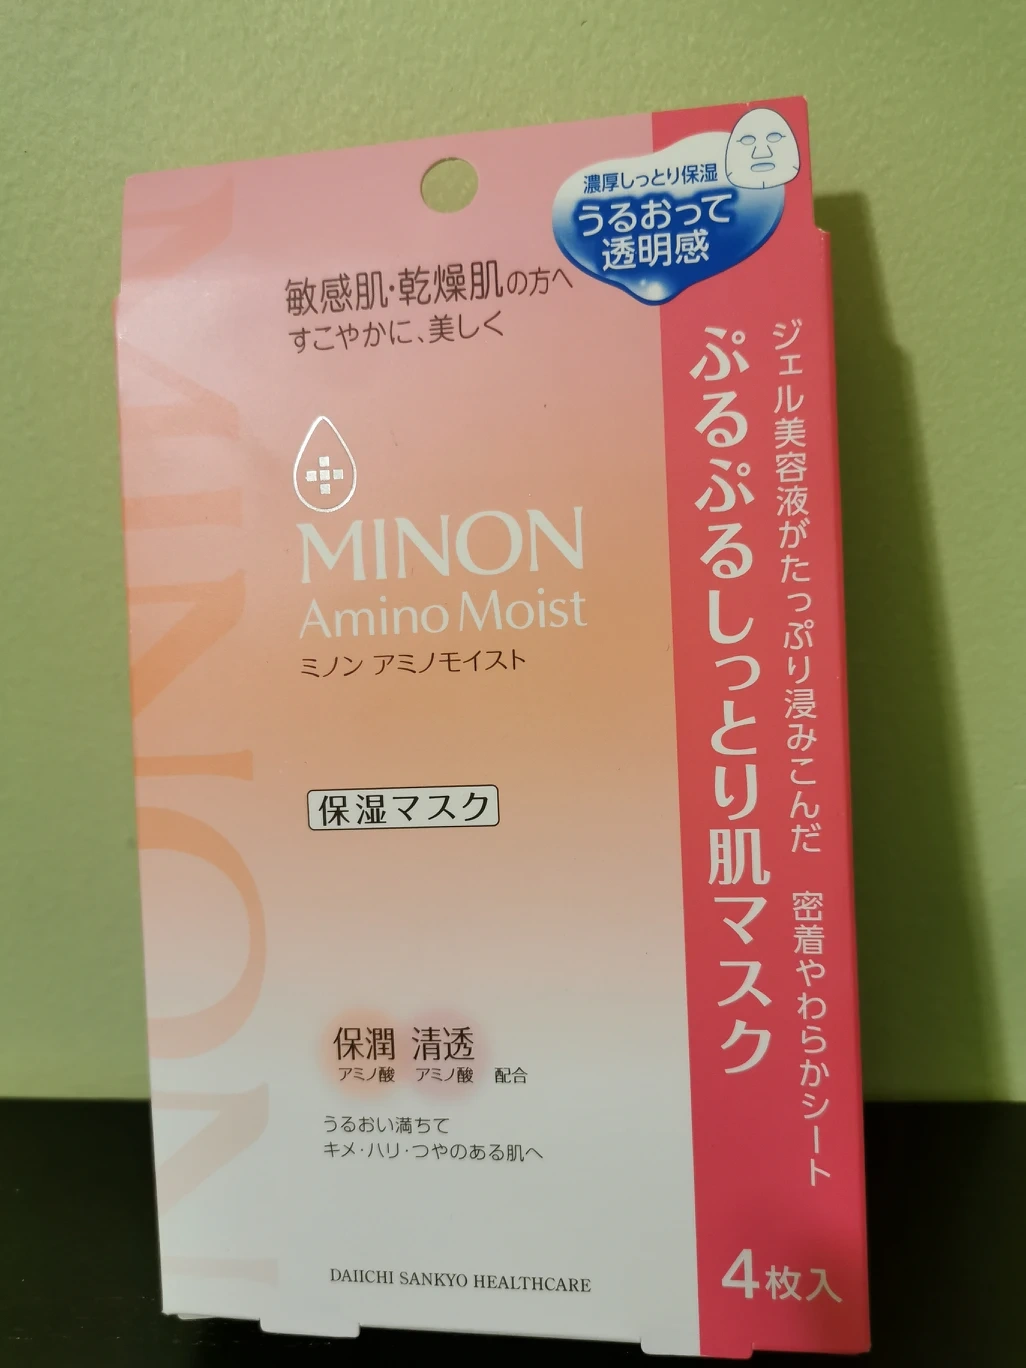 濃厚しっとり保湿
うるおって
透明感
敏感肌・乾燥肌の方へ
すこやかに、美しく
MINON
Amino Moist
ミノン アミノモイスト
保湿マスク
保潤 清透
アミノ酸 アミノ酸 配合
うるおい満ちて
キメ・ハリ・つやのある肌へ
DAIICHI SANKYO HEALTHCARE
ジェル美容液がたっぷり浸みこんだ 密着やわらかシート
ぷるぷるしっとり肌マスク
4枚入
MINON